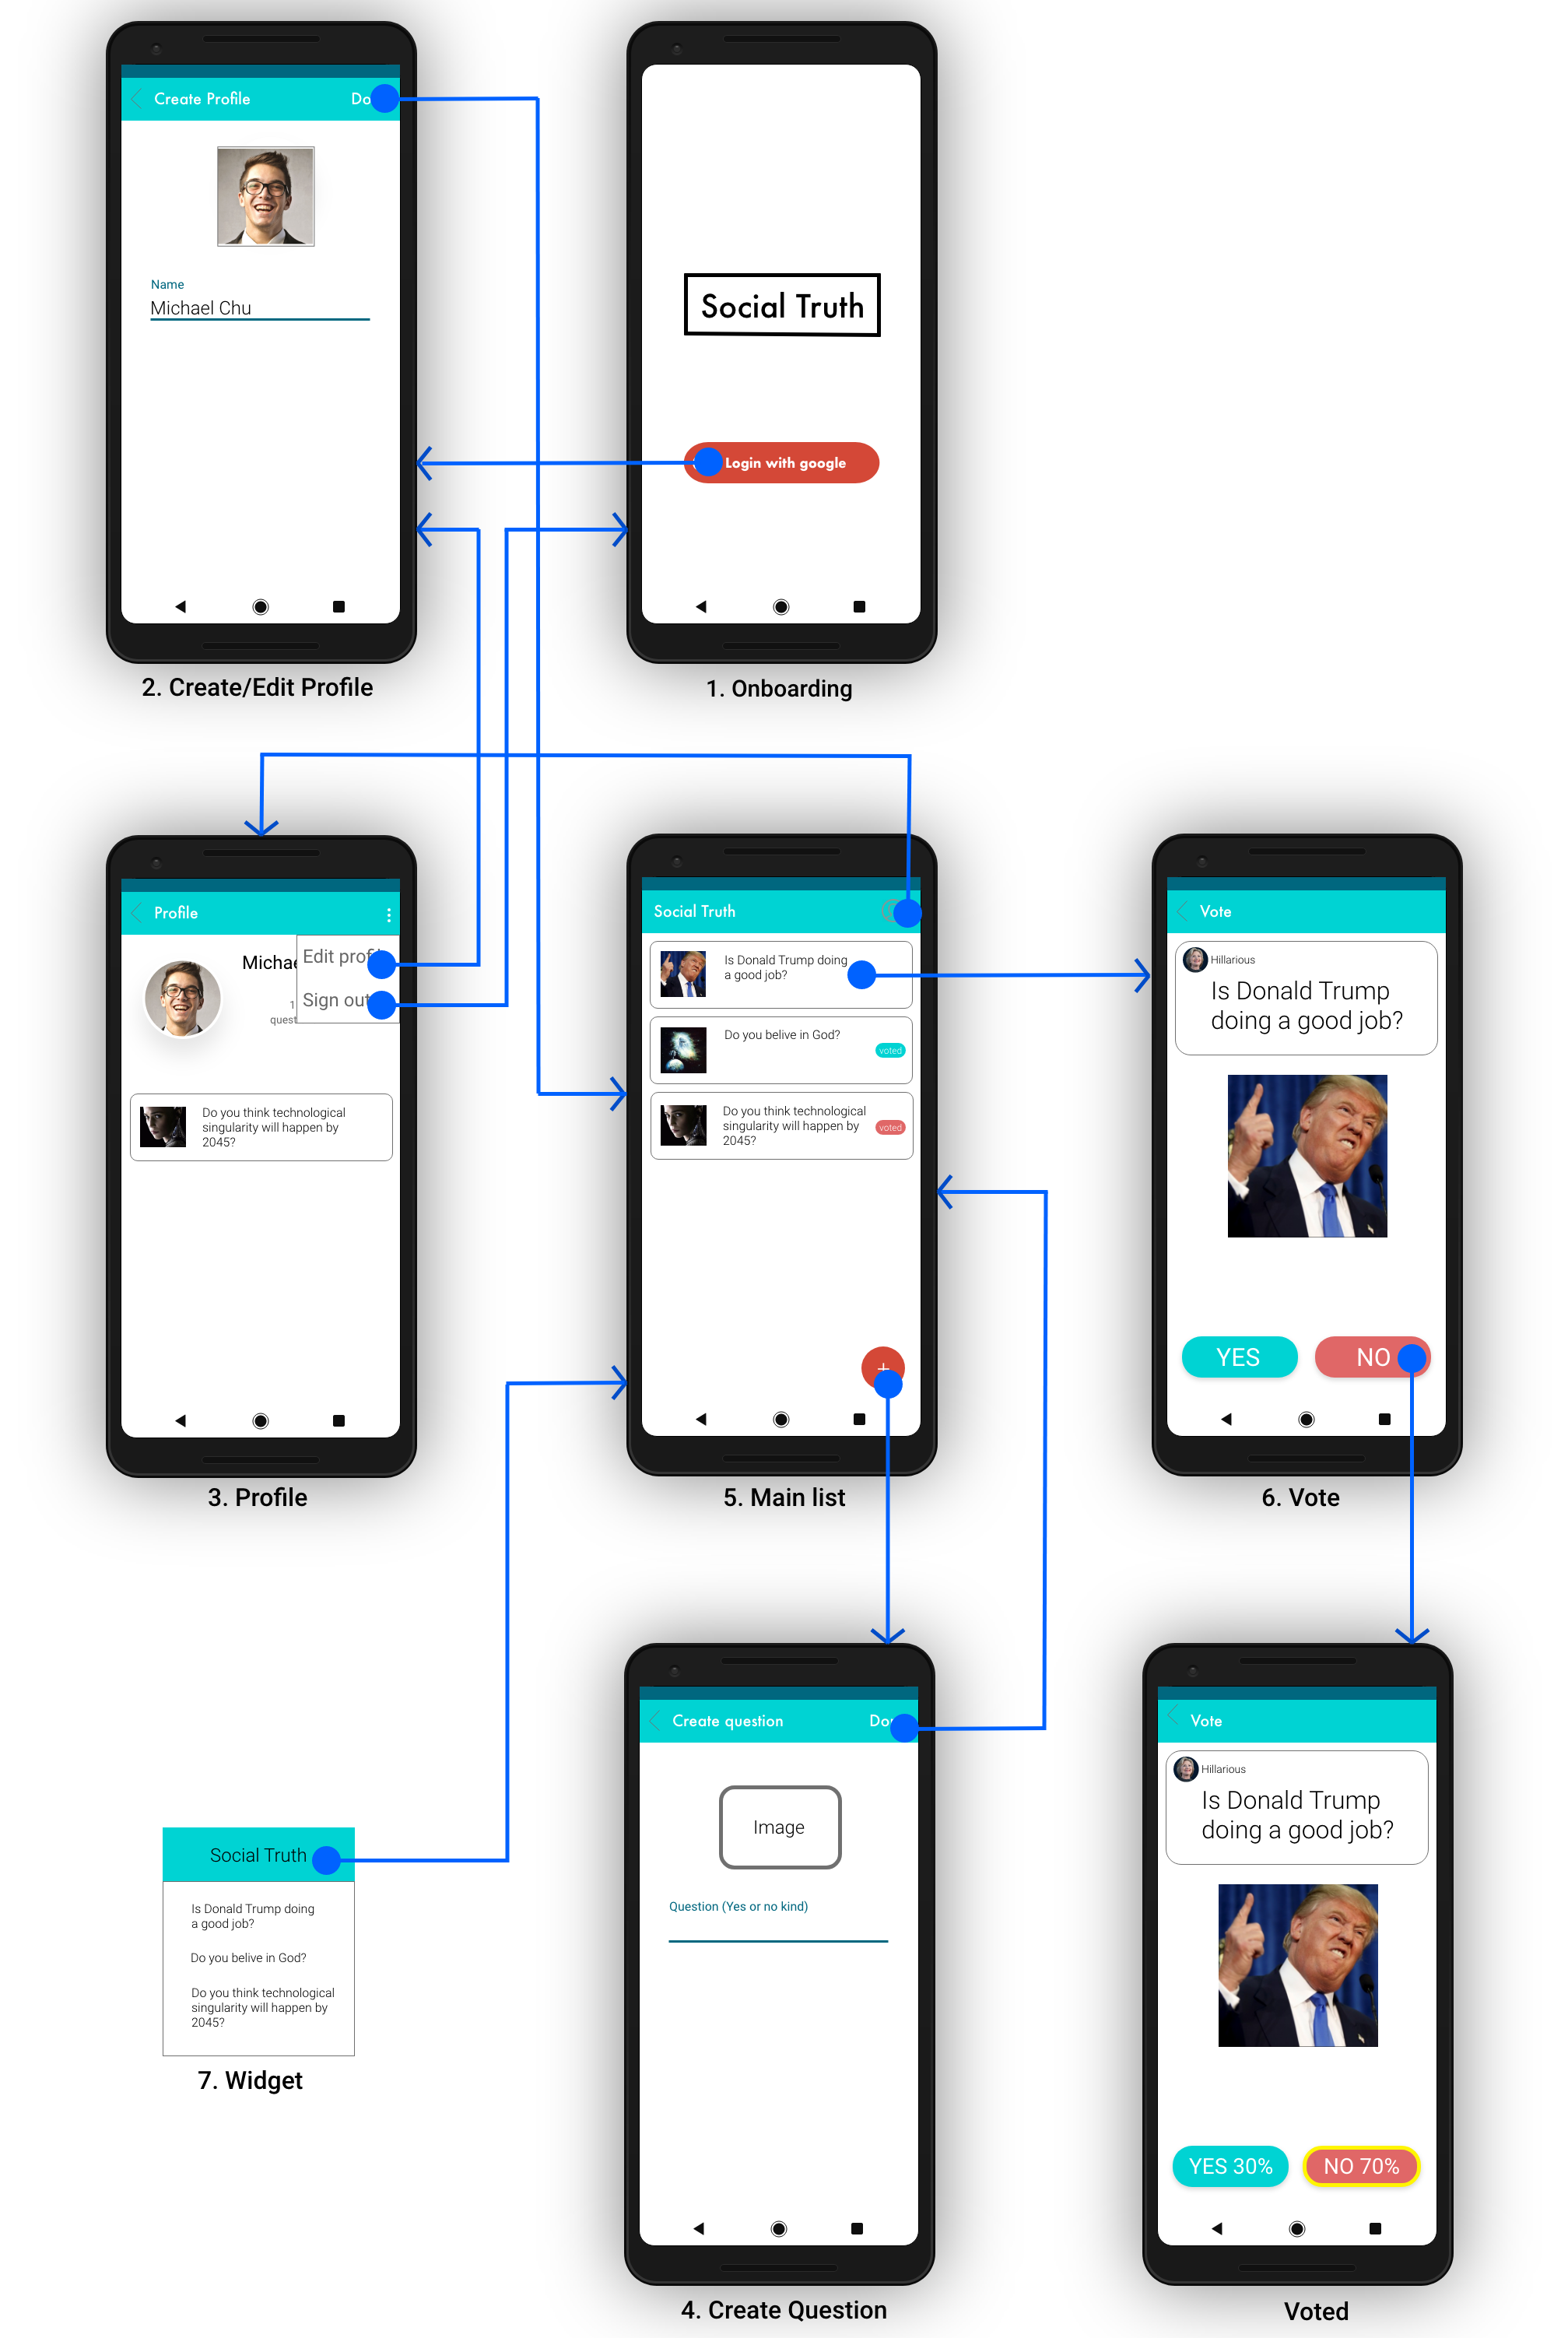 Create Profile
Name
Michael Chu
2. Create/Edit Profile
Social Truth
Login with google
1. Onboarding
Profile
Edit
Sign out
1
3. Profile
Do you think technological
singularity will happen by
2045?
Social Truth
Is Donald Trump doing
a good job?
Do you belive in God?
voted
Do you think technological
singularity will happen by
2045?
voted
+
5. Main list
Vote
Hillarious
Is Donald Trump
doing a good job?
YES
NO
6. Vote
Social Truth
Is Donald Trump doing
a good job?
Do you belive in God?
Do you think technological
singularity will happen by
2045?
7. Widget
Create question
Image
Question (Yes or no kind)
4. Create Question
Vote
Hillarious
Is Donald Trump
doing a good job?
YES 30%
NO 70%
Voted